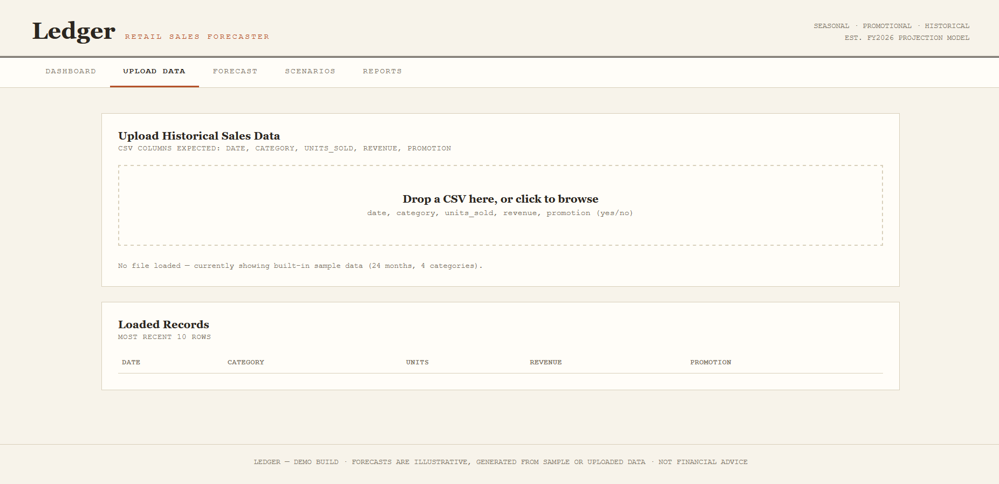 Ledger RETAIL SALES FORECASTER
SEASONAL · PROMOTIONAL · HISTORICAL
EST. FY2026 PROJECTION MODEL
DASHBOARD UPLOAD DATA FORECAST SCENARIOS REPORTS
Upload Historical Sales Data
CSV COLUMNS EXPECTED: DATE, CATEGORY, UNITS_SOLD, REVENUE, PROMOTION
Drop a CSV here, or click to browse
date, category, units_sold, revenue, promotion (yes/no)
No file loaded — currently showing built-in sample data (24 months, 4 categories).
Loaded Records
MOST RECENT 10 ROWS
DATE CATEGORY UNITS REVENUE PROMOTION
LEDGER — DEMO BUILD · FORECASTS ARE ILLUSTRATIVE, GENERATED FROM SAMPLE OR UPLOADED DATA · NOT FINANCIAL ADVICE